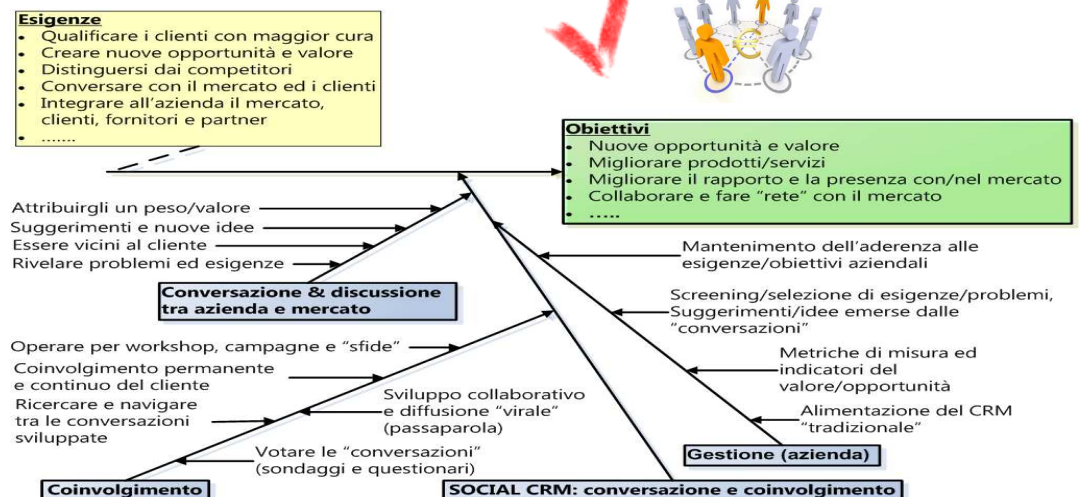 Esigenze
• Qualificare i clienti con maggior cura
• Creare nuove opportunità e valore
• Distinguersi dai competitori
• Conversare con il mercato ed i clienti
• Integrare all'azienda il mercato,
clienti, fornitori e partner
• .......
Obiettivi
• Nuove opportunità e valore
• Migliorare prodotti/servizi
• Migliorare il rapporto e la presenza con/nel mercato
• Collaborare e fare “rete” con il mercato
• .....
Attribuirgli un peso/valore
Suggerimenti e nuove idee
Essere vicini al cliente
Rivelare problemi ed esigenze
Conversazione & discussione
tra azienda e mercato
Mantenimento dell'aderenza alle
esigenze/obiettivi aziendali
Screening/selezione di esigenze/problemi,
Suggerimenti/idee emerse dalle
“conversazioni”
Metriche di misura ed
indicatori del
valore/opportunità
Alimentazione del CRM
“tradizionale”
Gestione (azienda)
Operare per workshop, campagne e “sfide”
Coinvolgimento permanente
e continuo del cliente
Ricercare e navigare
tra le conversazioni
sviluppate
Sviluppo collaborativo
e diffusione “virale”
(passaparola)
Votare le “conversazioni”
(sondaggi e questionari)
Coinvolgimento
SOCIAL CRM: conversazione e coinvolgimento